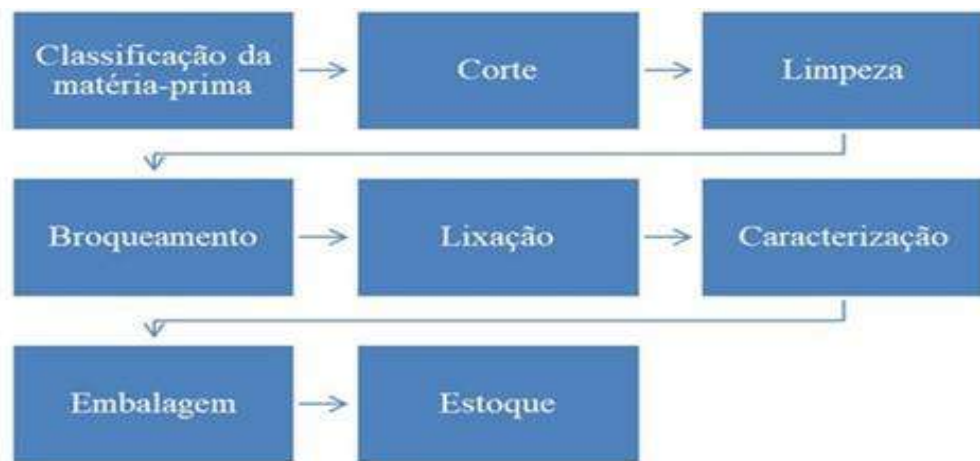 Classificação da
matéria-prima
Corte
Limpeza
Broqueamento
Lixação
Caracterização
Embalagem
Estoque